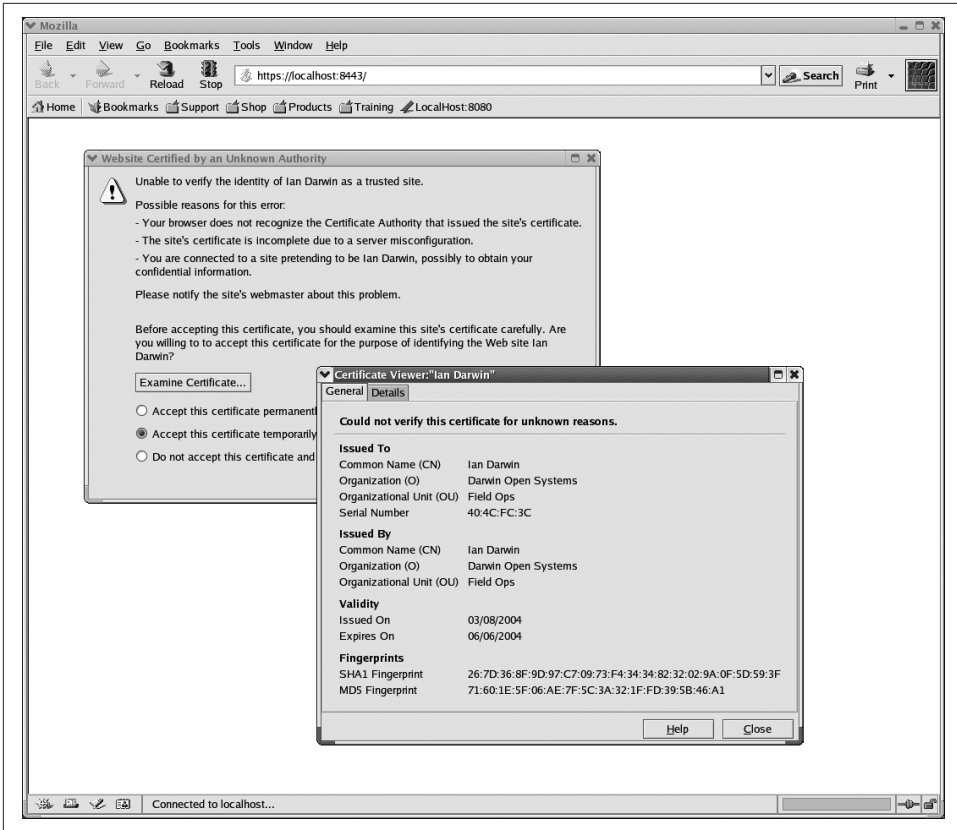 Mozilla
File Edit View Go Bookmarks Tools Window Help
Back Forward Reload Stop https://localhost:8443/ Search Print
Home Bookmarks Support Shop Products Training LocalHost:8080
Website Certified by an Unknown Authority
Unable to verify the identity of Ian Darwin as a trusted site.
Possible reasons for this error:
- Your browser does not recognize the Certificate Authority that issued the site's certificate.
- The site's certificate is incomplete due to a server misconfiguration.
- You are connected to a site pretending to be Ian Darwin, possibly to obtain your
confidential information.
Please notify the site's webmaster about this problem.
Before accepting this certificate, you should examine this site's certificate carefully. Are
you willing to to accept this certificate for the purpose of identifying the Web site Ian
Darwin?
Examine Certificate...
Accept this certificate permanentl
Accept this certificate temporarily
Do not accept this certificate and
Certificate Viewer:"Ian Darwin"
General Details
Could not verify this certificate for unknown reasons.
Issued To
Common Name (CN) Ian Darwin
Organization (O) Darwin Open Systems
Organizational Unit (OU) Field Ops
Serial Number 40:4C:FC:3C
Issued By
Common Name (CN) Ian Darwin
Organization (O) Darwin Open Systems
Organizational Unit (OU) Field Ops
Validity
Issued On 03/08/2004
Expires On 06/06/2004
Fingerprints
SHA1 Fingerprint 26:7D:36:8F:9D:97:C7:09:73:F4:34:34:82:32:02:9A:0F:5D:59:3F
MD5 Fingerprint 71:60:1E:5F:06:AE:7F:5C:3A:32:1F:FD:39:5B:46:A1
Help Close
Connected to localhost...